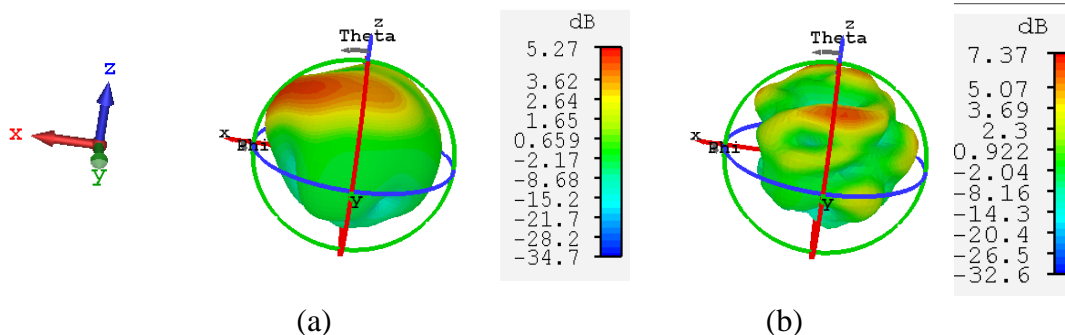 z
x
y
z
Theta
x
Phi
Y
dB
5.27
3.62
2.64
1.65
0.659
-2.17
-8.68
-15.2
-21.7
-28.2
-34.7
z
Theta
x
Phi
Y
dB
7.37
5.07
3.69
2.3
0.922
-2.04
-8.16
-14.3
-20.4
-26.5
-32.6
(a)
(b)